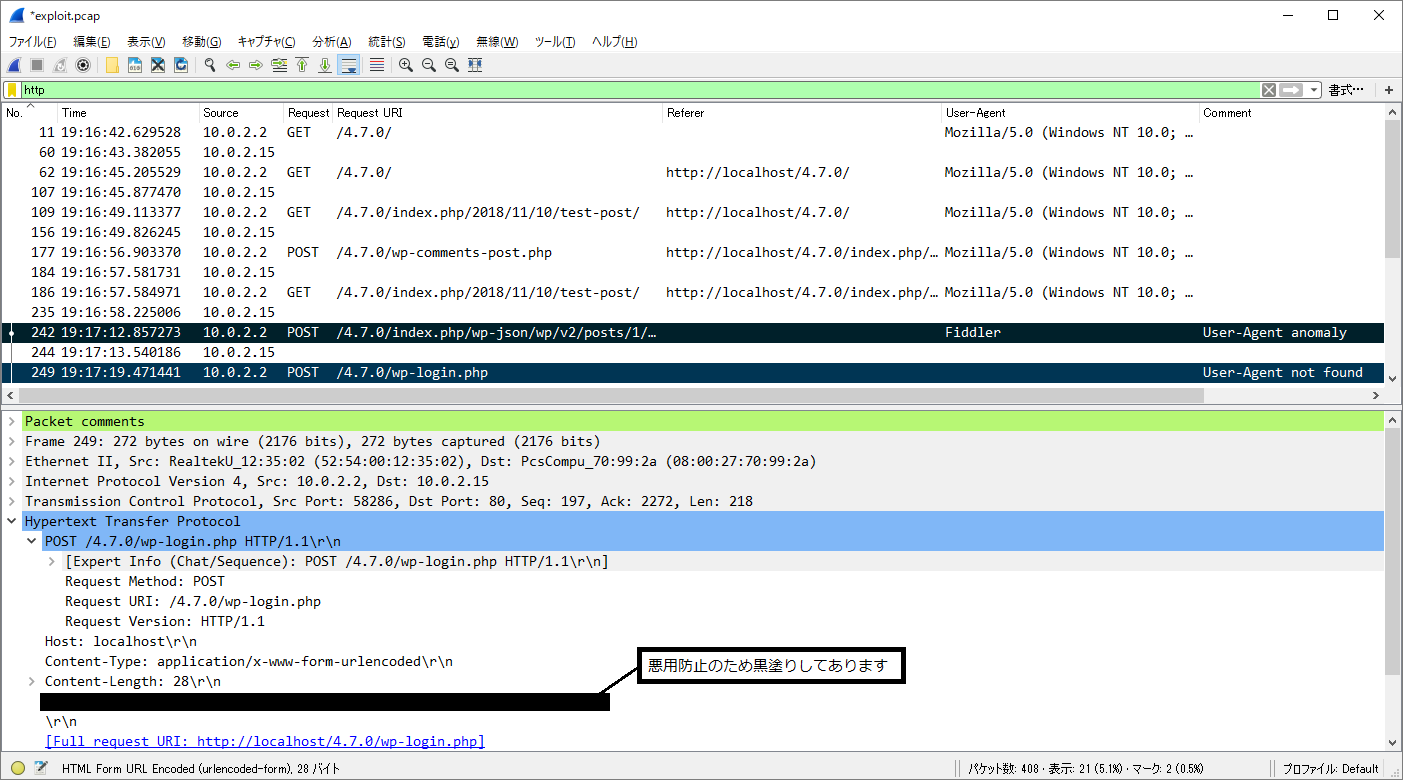 *exploit.pcap
ファイル(F) 編集(E) 表示(V) 移動(G) キャプチャ(C) 分析(A) 統計(S) 電話(y) 無線(W) ツール(T) ヘルプ(H)
http 書式… +
No. Time Source Request Request URI Referer User-Agent Comment
11 19:16:42.629528 10.0.2.2 GET /4.7.0/ Mozilla/5.0 (Windows NT 10.0; …
60 19:16:43.382055 10.0.2.15
62 19:16:45.205529 10.0.2.2 GET /4.7.0/ http://localhost/4.7.0/ Mozilla/5.0 (Windows NT 10.0; …
107 19:16:45.877470 10.0.2.15
109 19:16:49.113377 10.0.2.2 GET /4.7.0/index.php/2018/11/10/test-post/ http://localhost/4.7.0/ Mozilla/5.0 (Windows NT 10.0; …
156 19:16:49.826245 10.0.2.15
177 19:16:56.903370 10.0.2.2 POST /4.7.0/wp-comments-post.php http://localhost/4.7.0/index.php/… Mozilla/5.0 (Windows NT 10.0; …
184 19:16:57.581731 10.0.2.15
186 19:16:57.584971 10.0.2.2 GET /4.7.0/index.php/2018/11/10/test-post/ http://localhost/4.7.0/index.php/… Mozilla/5.0 (Windows NT 10.0; …
235 19:16:58.225006 10.0.2.15
242 19:17:12.857273 10.0.2.2 POST /4.7.0/index.php/wp-json/wp/v2/posts/1/… Fiddler User-Agent anomaly
244 19:17:13.540186 10.0.2.15
249 19:17:19.471441 10.0.2.2 POST /4.7.0/wp-login.php User-Agent not found
Packet comments
Frame 249: 272 bytes on wire (2176 bits), 272 bytes captured (2176 bits)
Ethernet II, Src: RealtekU_12:35:02 (52:54:00:12:35:02), Dst: PcsCompu_70:99:2a (08:00:27:70:99:2a)
Internet Protocol Version 4, Src: 10.0.2.2, Dst: 10.0.2.15
Transmission Control Protocol, Src Port: 58286, Dst Port: 80, Seq: 197, Ack: 2272, Len: 218
Hypertext Transfer Protocol
POST /4.7.0/wp-login.php HTTP/1.1\r\n
[Expert Info (Chat/Sequence): POST /4.7.0/wp-login.php HTTP/1.1\r\n]
Request Method: POST
Request URI: /4.7.0/wp-login.php
Request Version: HTTP/1.1
Host: localhost\r\n
Content-Type: application/x-www-form-urlencoded\r\n
悪用防止のため黒塗りしてあります
Content-Length: 28\r\n
\r\n
[Full request URI: http://localhost/4.7.0/wp-login.php]
HTML Form URL Encoded (urlencoded-form), 28 バイト パケット数: 408 · 表示: 21 (5.1%) · マーク: 2 (0.5%) プロファイル: Default